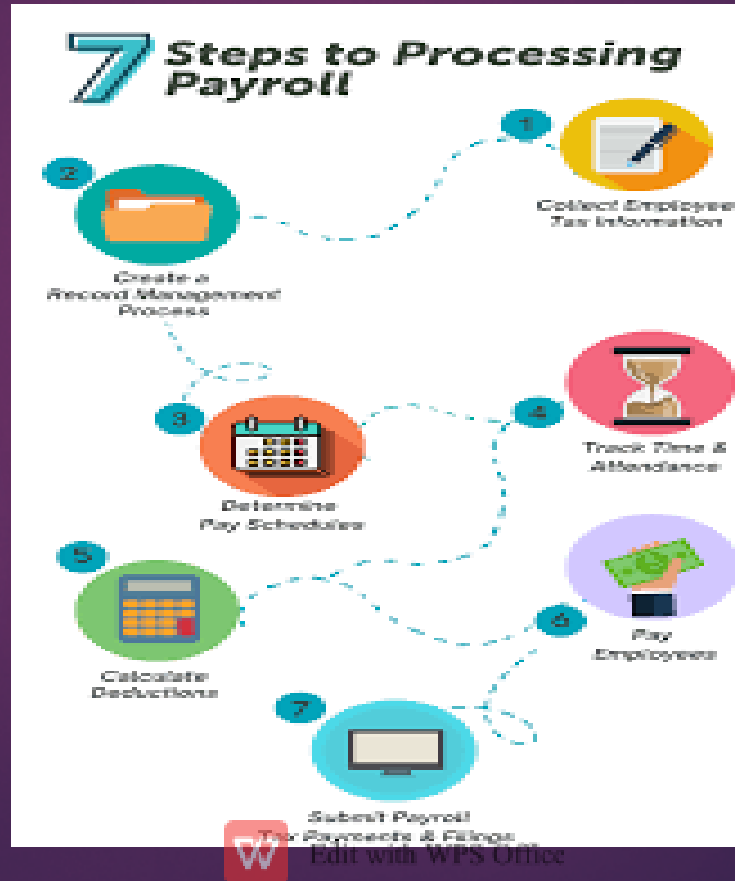 7 Steps to Processing
Payroll
1
Collect Employee
Tax Information
2
Create a
Record Management
Process
3
Determine
Pay Schedules
4
Track Time &
Attendance
5
Calculate
Deductions
6
Pay
Employees
7
Submit Payroll
Tax Payments & Filings
W
Edit with WPS Office